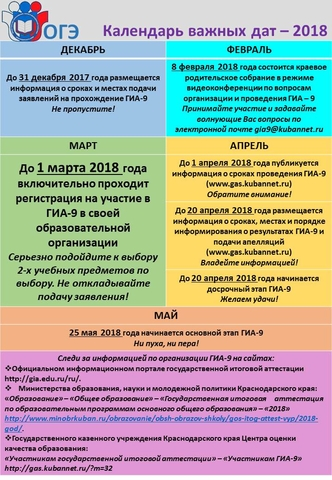 ОГЭ
Календарь важных дат – 2018
ДЕКАБРЬ
До 31 декабря 2017 года размещается
информация о сроках и местах подачи
заявлений на прохождение ГИА-9
Не пропустите!
ФЕВРАЛЬ
8 февраля 2018 года состоится краевое
родительское собрание в режиме
видеоконференции по вопросам
организации и проведения ГИА – 9
Принимайте участие и задавайте
волнующие Вас вопросы по
электронной почте gia9@kubannet.ru
МАРТ
До 1 марта 2018 года
включительно проходит
регистрация на участие в
ГИА-9 в своей
образовательной
организации
Серьезно подойдите к выбору
2-х учебных предметов по
выбору. Не откладывайте
подачу заявления!
АПРЕЛЬ
До 1 апреля 2018 года публикуется
информация о сроках проведения ГИА-9
(www.gas.kubannet.ru)
Обратите внимание!
До 20 апреля 2018 года размещается
информация о сроках, местах и порядке
информирования о результатах ГИА-9 и
подачи апелляций
(www.gas.kubannet.ru)
Владейте информацией!
До 20 апреля 2018 года начинается
досрочный этап ГИА-9
Желаем удачи!
МАЙ
25 мая 2018 года начинается основной этап ГИА-9
Ни пуха, ни пера!
Следи за информацией по организации ГИА-9 на сайтах:
Официальном информационном портале государственной итоговой аттестации
http://gia.edu.ru/ru/.
Министерства образования, науки и молодежной политики Краснодарского края:
«Образование» – «Общее образование» – «Государственная итоговая аттестация
по образовательным программам основного общего образования» – «2018»
http://www.minobrkuban.ru/obrazovanie/obsh-obrazov-shkoly/gos-itog-attest-vyp/2018-
god/.
Государственного казенного учреждения Краснодарского края Центра оценки
качества образования:
«Участникам государственной итоговой аттестации» – «Участникам ГИА-9»
http://gas.kubannet.ru/?m=32